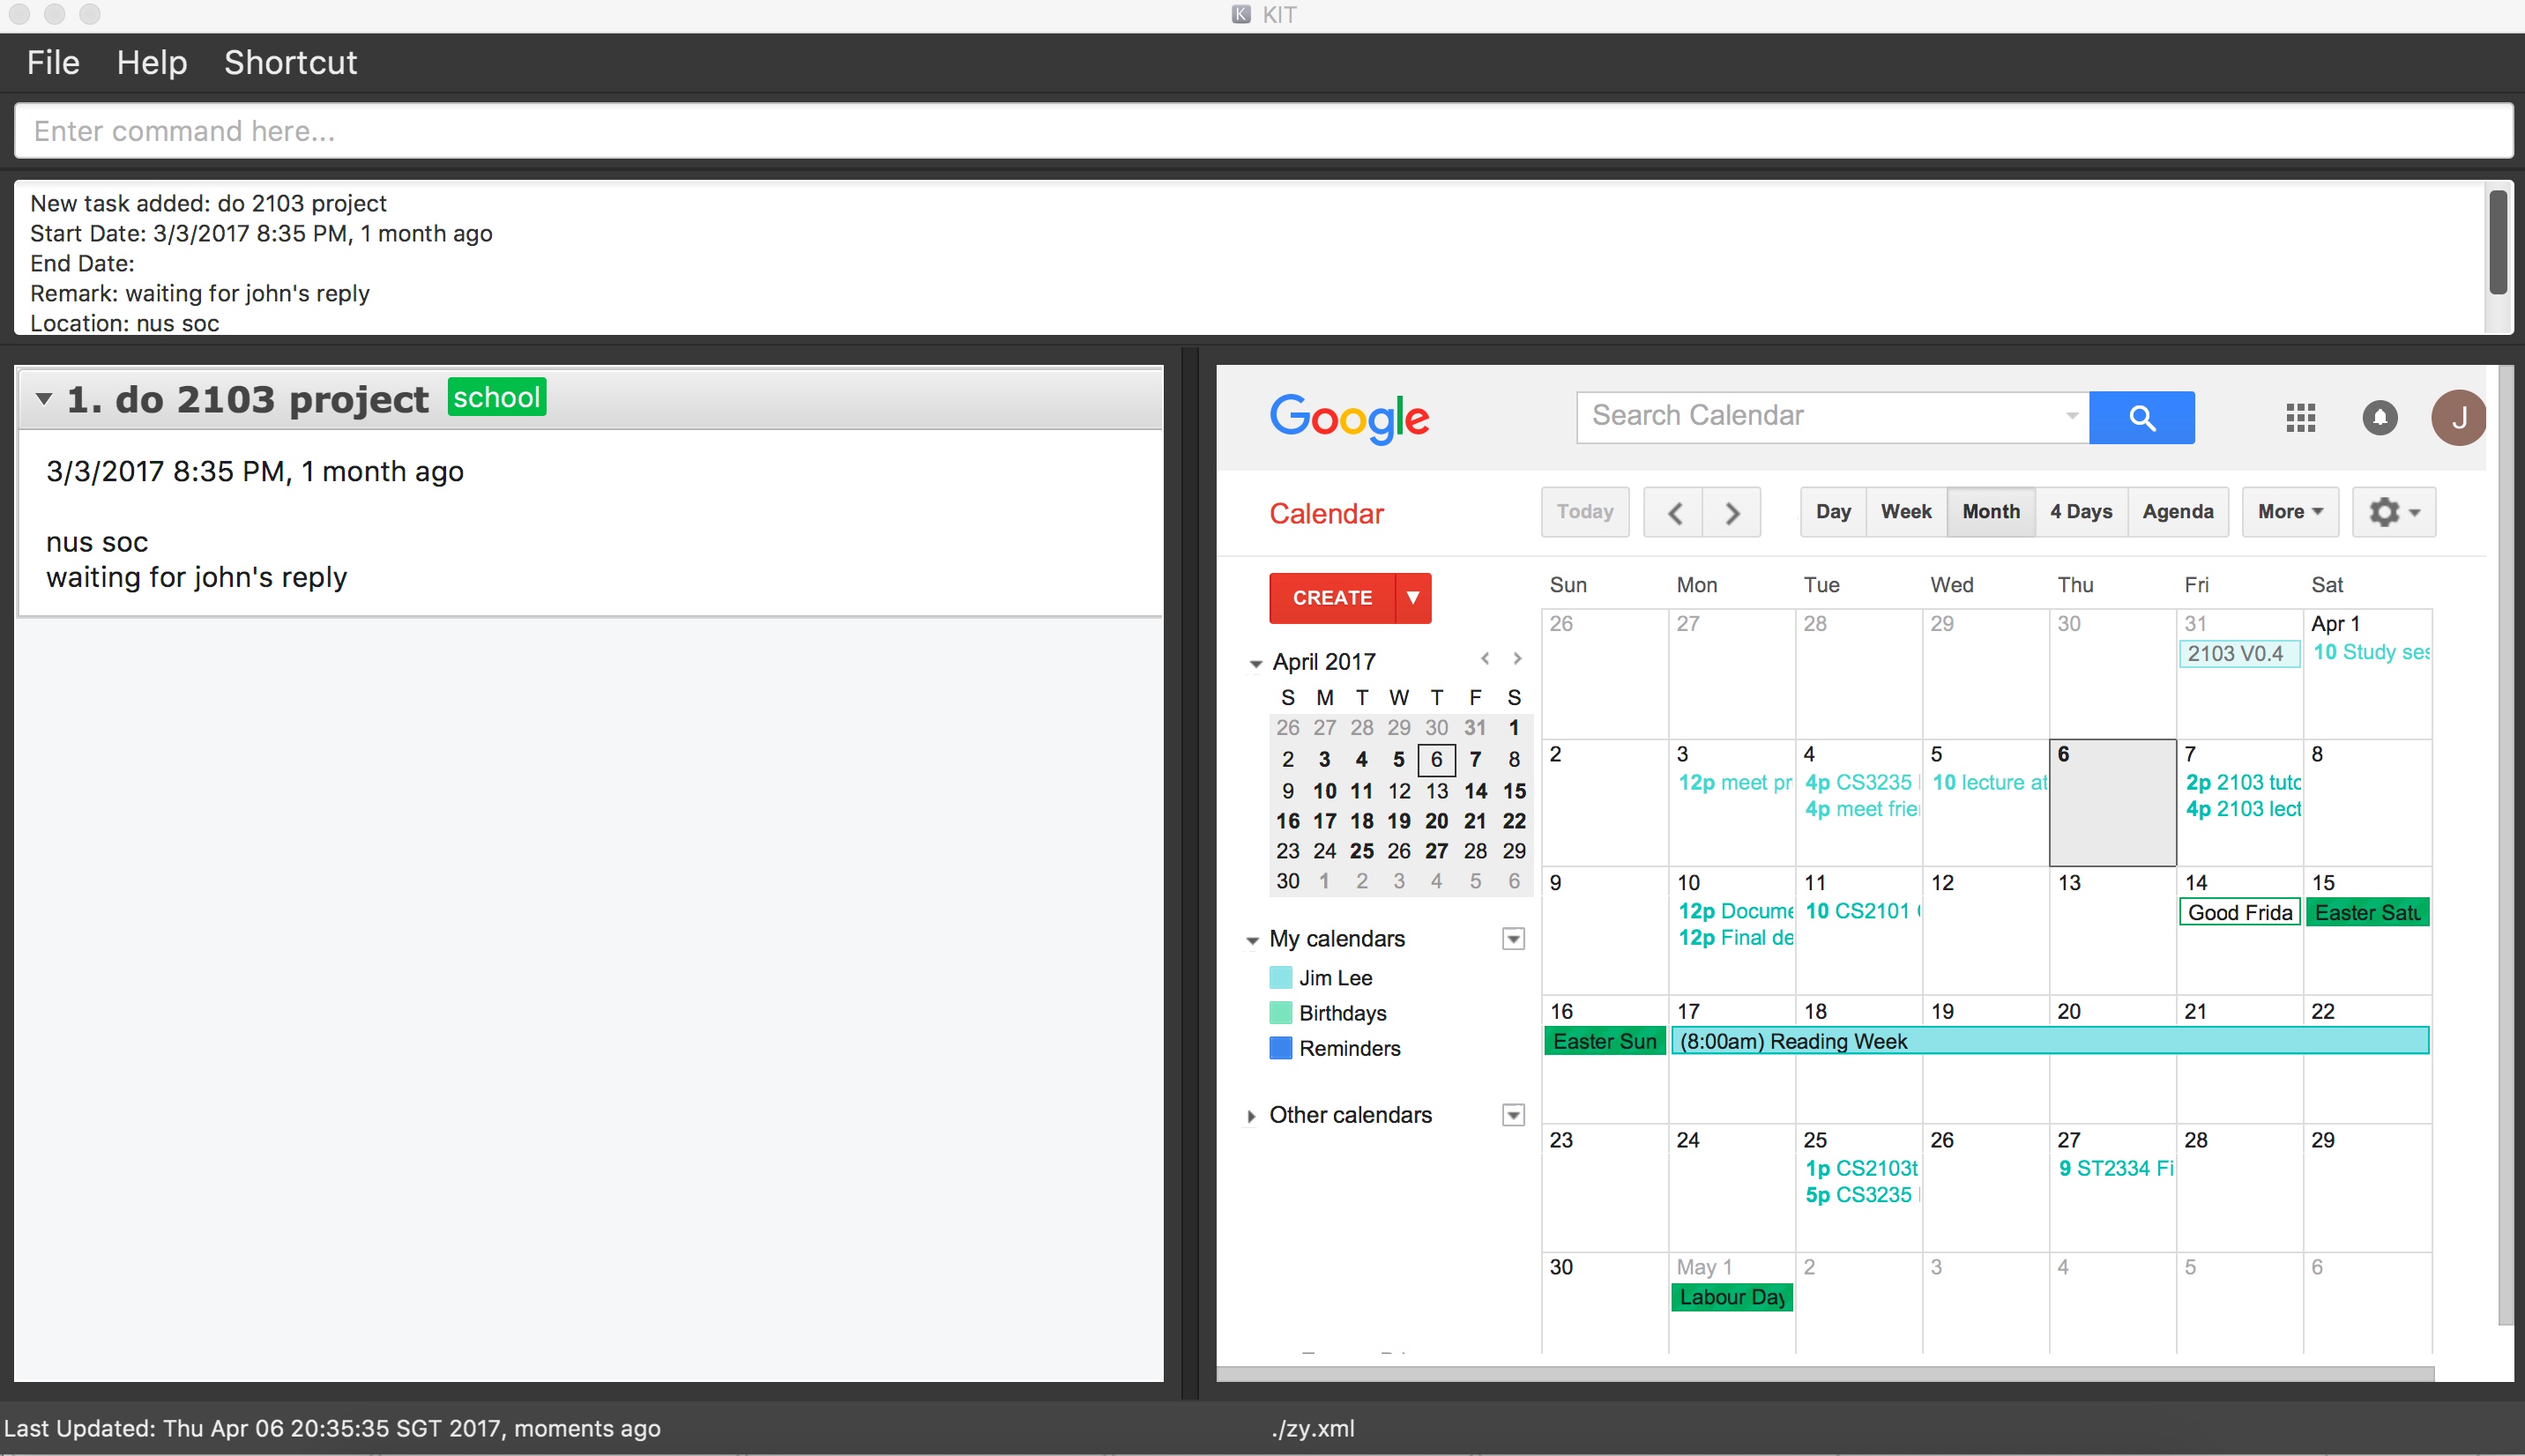 KIT
File Help Shortcut
Enter command here...
New task added: do 2103 project
Start Date: 3/3/2017 8:35 PM, 1 month ago
End Date:
Remark: waiting for john's reply
Location: nus soc
1. do 2103 project school
3/3/2017 8:35 PM, 1 month ago
nus soc
waiting for john's reply
Google
Search Calendar
J
Calendar
Today
Day Week Month 4 Days Agenda
More
CREATE
April 2017
S M T W T F S
26 27 28 29 30 31 1
2 3 4 5 6 7 8
9 10 11 12 13 14 15
16 17 18 19 20 21 22
23 24 25 26 27 28 29
30 1 2 3 4 5 6
My calendars
Jim Lee
Birthdays
Reminders
Other calendars
Sun Mon Tue Wed Thu Fri Sat
26 27 28 29 30 31 Apr 1
2103 V0.4 10 Study ses
2 3 4 5 6 7 8
12p meet pr 4p CS3235 10 lecture at 2p 2103 tuto
4p meet frie 4p 2103 lect
9 10 11 12 13 14 15
12p Docume 10 CS2101 Good Frida Easter Satu
12p Final de
16 17 18 19 20 21 22
Easter Sun (8:00am) Reading Week
23 24 25 26 27 28 29
1p CS2103t 9 ST2334 Fi
5p CS3235
30 May 1 2 3 4 5 6
Labour Day
Last Updated: Thu Apr 06 20:35:35 SGT 2017, moments ago
./zy.xml